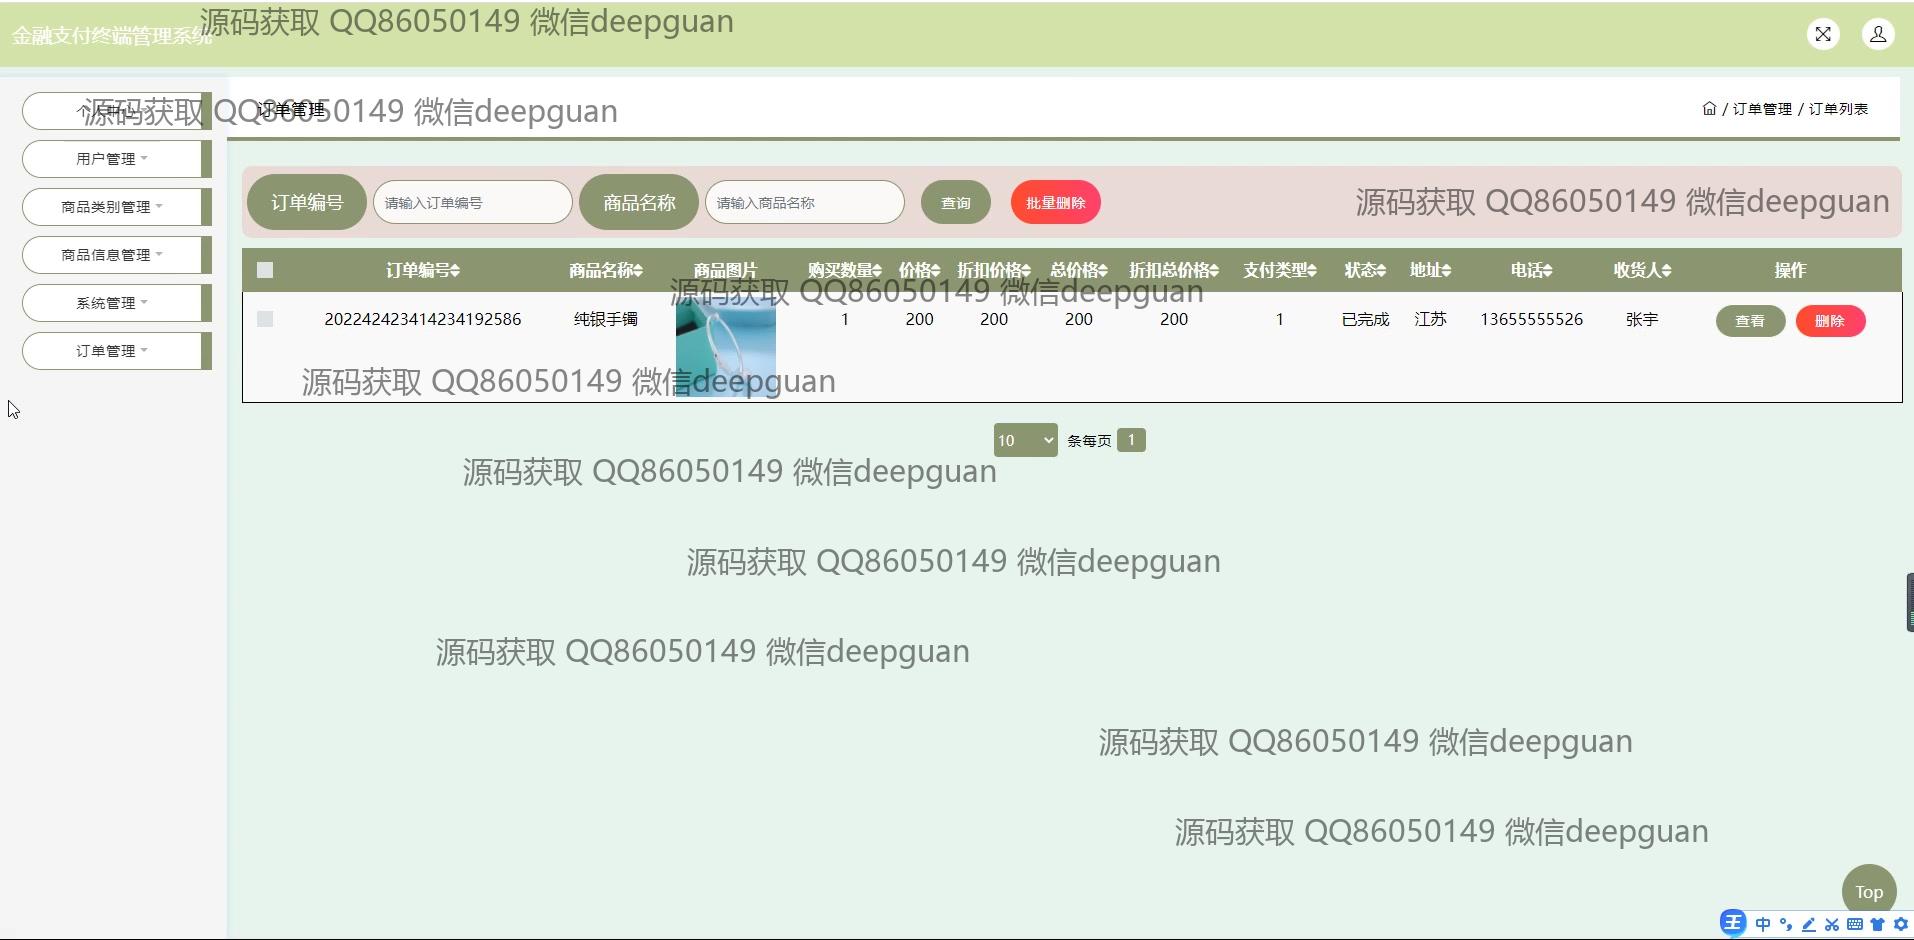 金融支付终端管理系统
源码获取 QQ86050149 微信deepguan
个人中心
源码获取 QQ86050149 微信deepguan
订单管理
/ 订单管理 / 订单列表
用户管理
商品类别管理
商品信息管理
系统管理
订单管理
订单编号 请输入订单编号 商品名称 请输入商品名称 查询 批量删除
源码获取 QQ86050149 微信deepguan
订单编号 商品名称 商品图片 购买数量 价格 折扣价格 总价格 折扣总价格 支付类型 状态 地址 电话 收货人 操作
源码获取 QQ86050149 微信deepguan
202242423414234192586 纯银手镯 1 200 200 200 200 1 已完成 江苏 13655555526 张宇 查看 删除
源码获取 QQ86050149 微信deepguan
10 条每页 1
源码获取 QQ86050149 微信deepguan
源码获取 QQ86050149 微信deepguan
源码获取 QQ86050149 微信deepguan
源码获取 QQ86050149 微信deepguan
源码获取 QQ86050149 微信deepguan
Top
王 中